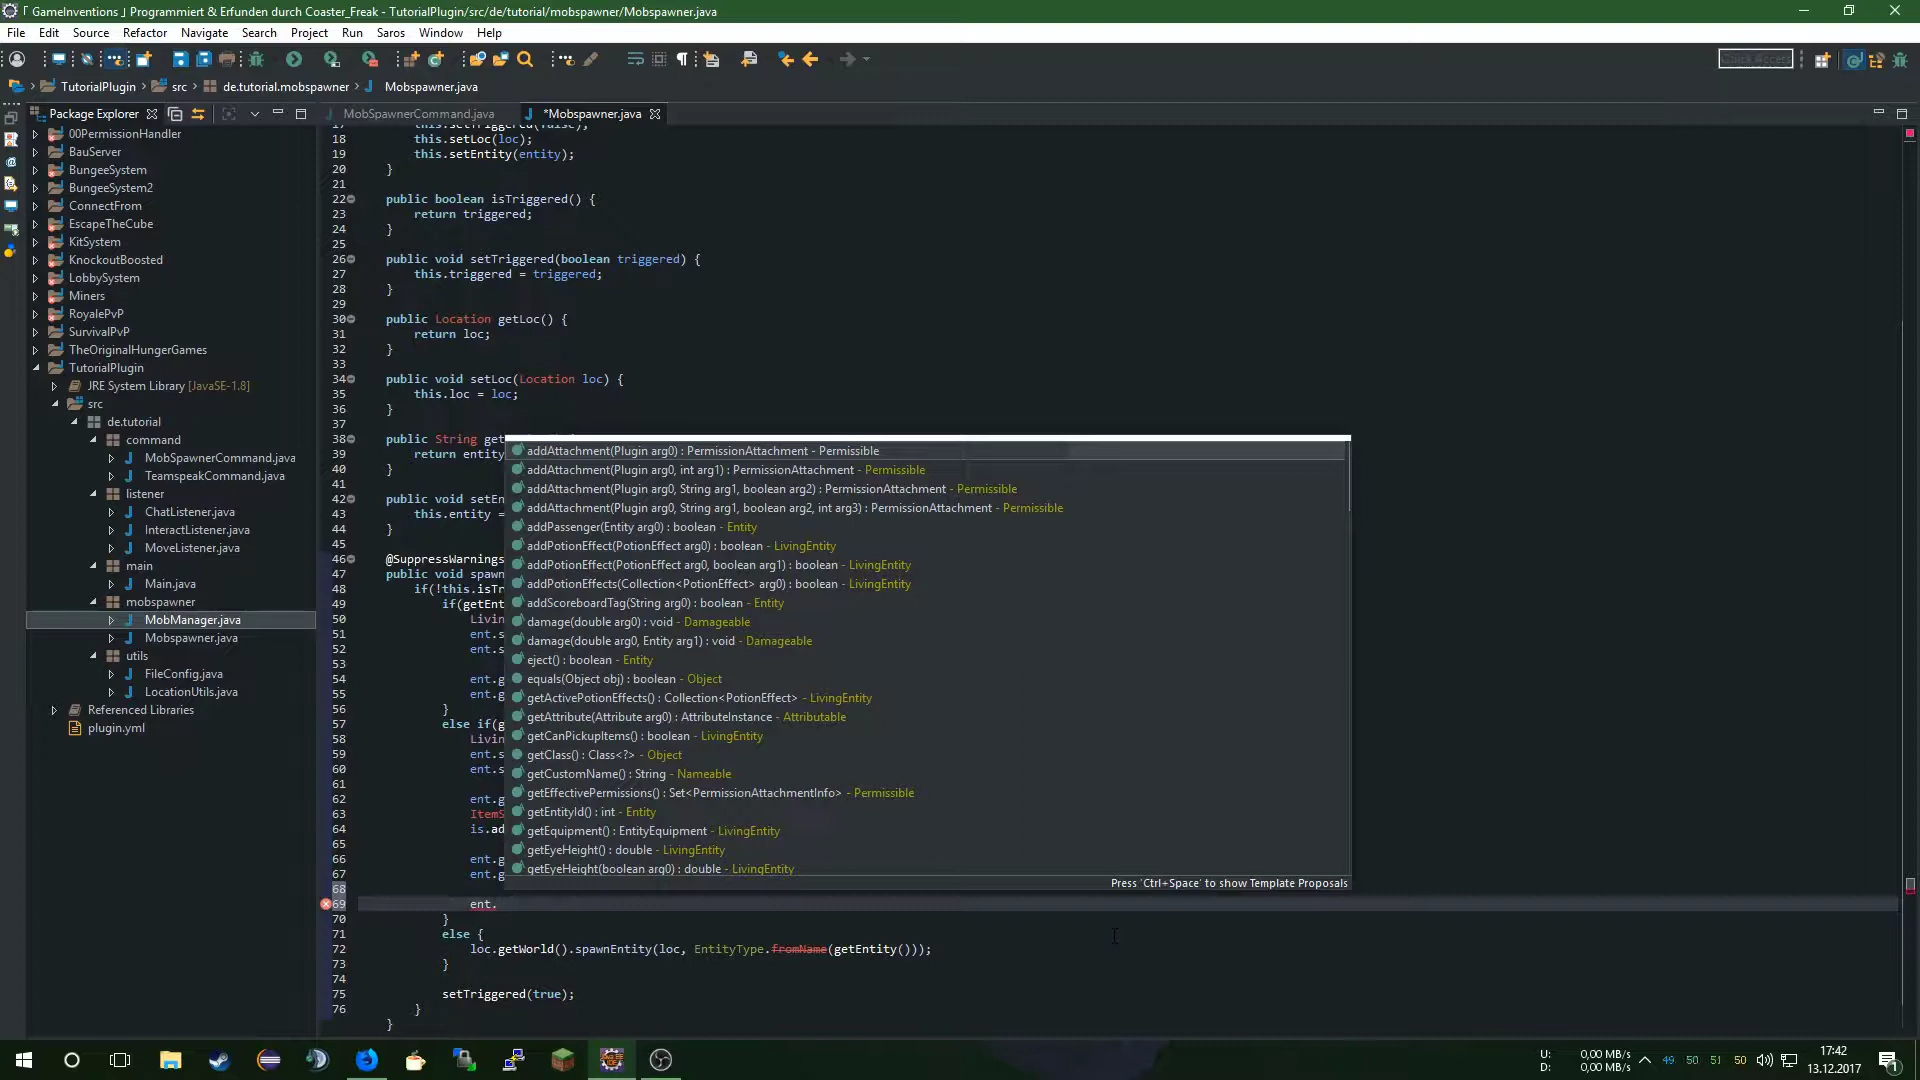 「 GameInventions 」 Programmiert & Erfunden durch Coaster_Freak - TutorialPlugin/src/de/tutorial/mobspawner/Mobspawner.java
File Edit Source Refactor Navigate Search Project Run Saros Window Help
TutorialPlugin src de.tutorial.mobspawner Mobspawner.java
Package Explorer
MobSpawnerCommand.java *Mobspawner.java
00PermissionHandler
BauServer
BungeeSystem
BungeeSystem2
ConnectFrom
EscapeTheCube
KitSystem
KnockoutBoosted
LobbySystem
Miners
RoyalePvP
SurvivalPvP
TheOriginalHungerGames
TutorialPlugin
JRE System Library [JavaSE-1.8]
src
de.tutorial
command
MobSpawnerCommand.java
TeamspeakCommand.java
listener
ChatListener.java
InteractListener.java
MoveListener.java
main
Main.java
mobspawner
MobManager.java
Mobspawner.java
utils
FileConfig.java
LocationUtils.java
Referenced Libraries
plugin.yml
17 this.setTriggered(false);
18 this.setLoc(loc);
19 this.setEntity(entity);
20 }
21
22 public boolean isTriggered() {
23 return triggered;
24 }
25
26 public void setTriggered(boolean triggered) {
27 this.triggered = triggered;
28 }
29
30 public Location getLoc() {
31 return loc;
32 }
33
34 public void setLoc(Location loc) {
35 this.loc = loc;
36 }
37
38 public String get
39 return entity
40 }
41
42 public void setEn
43 this.entity =
44 }
45
46 @SuppressWarnings
47 public void spawn
48 if(!this.isTr
49 if(getEnt
50 Livin
51 ent.s
52 ent.s
53
54 ent.g
55 ent.g
56 }
57 else if(g
58 Livin
59 ent.s
60 ent.s
61
62 ent.g
63 ItemS
64 is.ad
65
66 ent.g
67 ent.g
68
69 ent.
70 }
71 else {
72 loc.getWorld().spawnEntity(loc, EntityType.fromName(getEntity()));
73 }
74
75 setTriggered(true);
76 }
}
addAttachment(Plugin arg0) : PermissionAttachment - Permissible
addAttachment(Plugin arg0, int arg1) : PermissionAttachment - Permissible
addAttachment(Plugin arg0, String arg1, boolean arg2) : PermissionAttachment - Permissible
addAttachment(Plugin arg0, String arg1, boolean arg2, int arg3) : PermissionAttachment - Permissible
addPassenger(Entity arg0) : boolean - Entity
addPotionEffect(PotionEffect arg0) : boolean - LivingEntity
addPotionEffect(PotionEffect arg0, boolean arg1) : boolean - LivingEntity
addPotionEffects(Collection<PotionEffect> arg0) : boolean - LivingEntity
addScoreboardTag(String arg0) : boolean - Entity
damage(double arg0) : void - Damageable
damage(double arg0, Entity arg1) : void - Damageable
eject() : boolean - Entity
equals(Object obj) : boolean - Object
getActivePotionEffects() : Collection<PotionEffect> - LivingEntity
getAttribute(Attribute arg0) : AttributeInstance - Attributable
getCanPickupItems() : boolean - LivingEntity
getClass() : Class<?> - Object
getCustomName() : String - Nameable
getEffectivePermissions() : Set<PermissionAttachmentInfo> - Permissible
getEntityId() : int - Entity
getEquipment() : EntityEquipment - LivingEntity
getEyeHeight() : double - LivingEntity
getEyeHeight(boolean arg0) : double - LivingEntity
Press 'Ctrl+Space' to show Template Proposals
U: 0,00 MB/s
D: 0,00 MB/s
49 50 51 50
17:42
13.12.2017
1